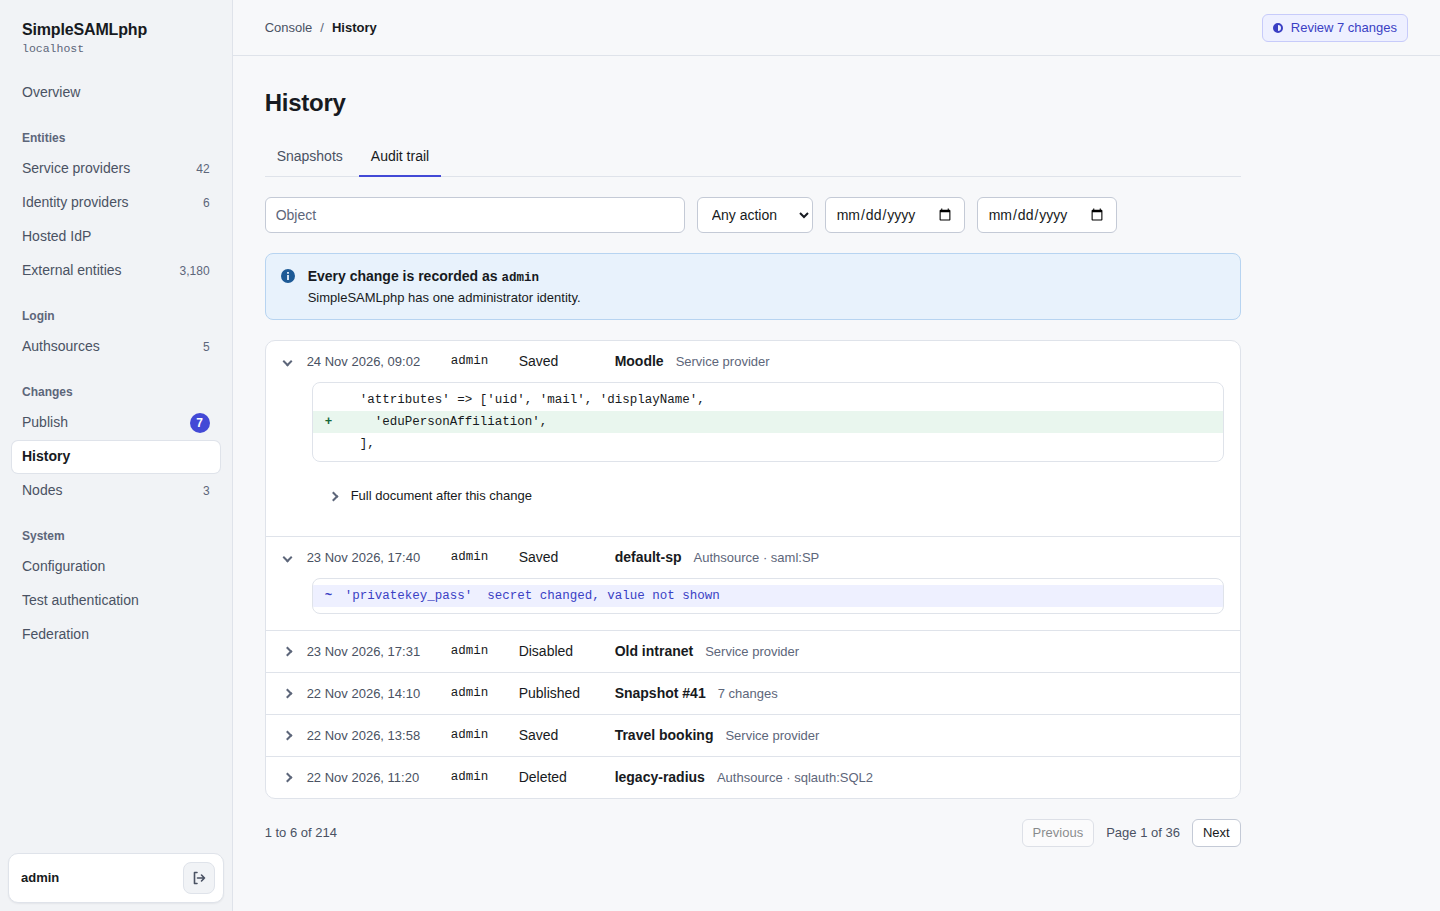 SimpleSAMLphp
localhost
Overview
Entities
Service providers 42
Identity providers 6
Hosted IdP
External entities 3,180
Login
Authsources 5
Changes
Publish 7
History
Nodes 3
System
Configuration
Test authentication
Federation
admin
Console / History
Review 7 changes
History
Snapshots Audit trail
Object Any action mm/dd/yyyy mm/dd/yyyy
Every change is recorded as admin
SimpleSAMLphp has one administrator identity.
24 Nov 2026, 09:02 admin Saved Moodle Service provider
'attributes' => ['uid', 'mail', 'displayName',
+ 'eduPersonAffiliation',
],
Full document after this change
23 Nov 2026, 17:40 admin Saved default-sp Authsource · saml:SP
~ 'privatekey_pass' secret changed, value not shown
23 Nov 2026, 17:31 admin Disabled Old intranet Service provider
22 Nov 2026, 14:10 admin Published Snapshot #41 7 changes
22 Nov 2026, 13:58 admin Saved Travel booking Service provider
22 Nov 2026, 11:20 admin Deleted legacy-radius Authsource · sqlauth:SQL2
1 to 6 of 214
Previous Page 1 of 36 Next